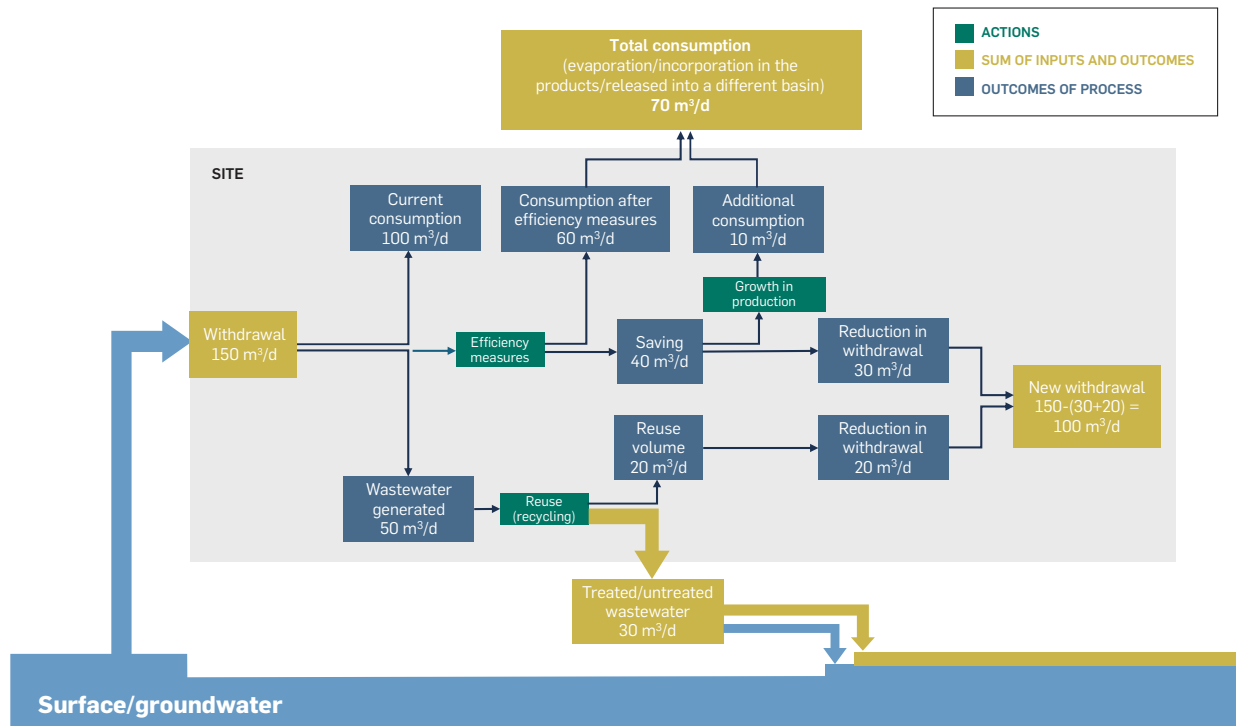 ACTIONS
SUM OF INPUTS AND OUTCOMES
OUTCOMES OF PROCESS
Total consumption
(evaporation/incorporation in the
products/released into a different basin)
70 m³/d
SITE
Current
consumption
100 m³/d
Consumption after
efficiency measures
60 m³/d
Additional
consumption
10 m³/d
Growth in
production
Withdrawal
150 m³/d
Efficiency
measures
Saving
40 m³/d
Reduction in
withdrawal
30 m³/d
New withdrawal
150-(30+20) =
100 m³/d
Reuse
volume
20 m³/d
Reduction in
withdrawal
20 m³/d
Wastewater
generated
50 m³/d
Reuse
(recycling)
Treated/untreated
wastewater
30 m³/d
Surface/groundwater